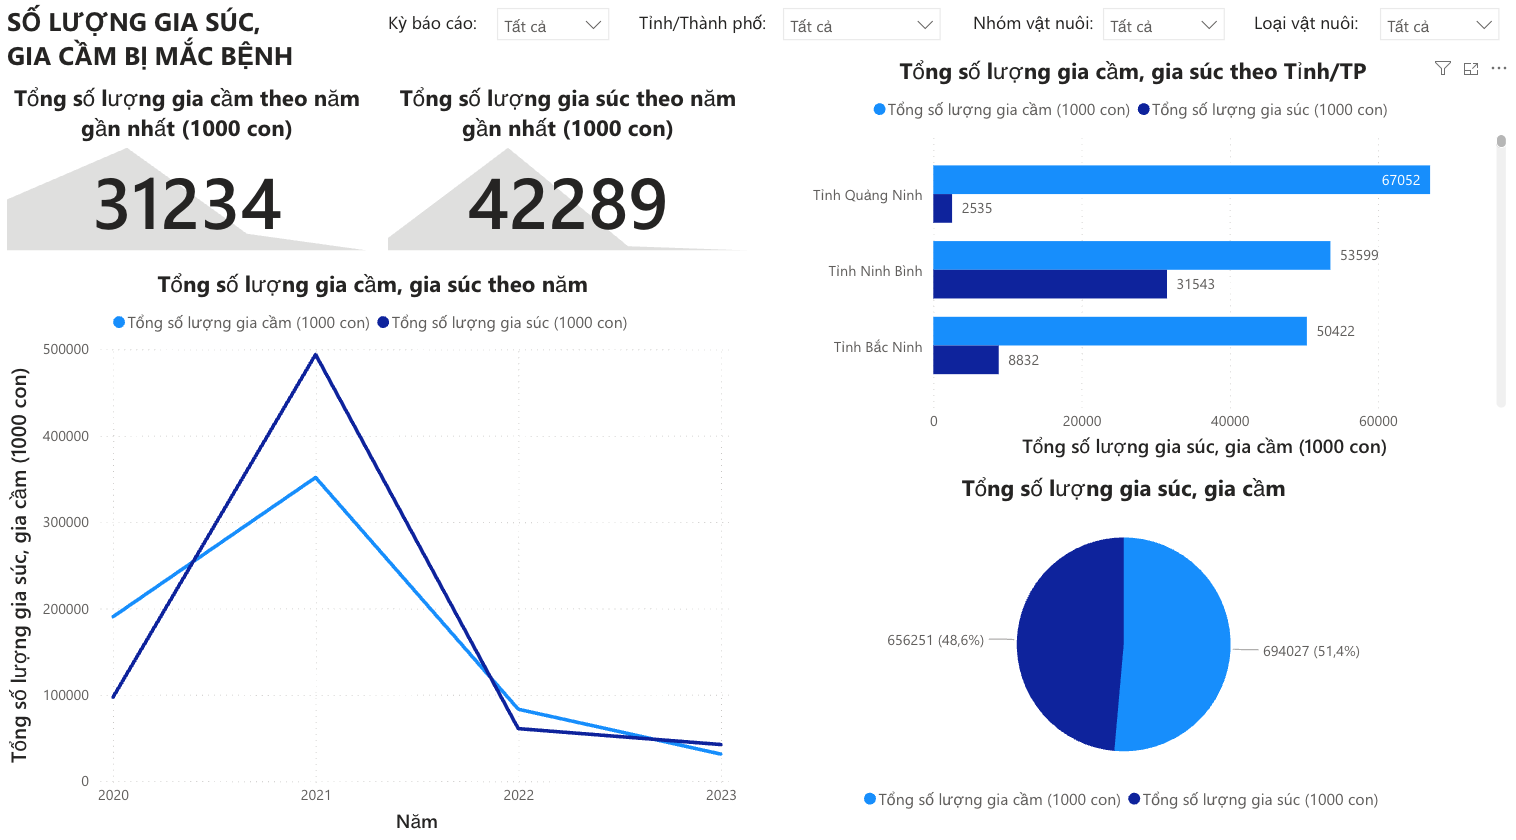 SỐ LƯỢNG GIA SÚC,
GIA CẦM BỊ MẮC BỆNH
Kỳ báo cáo:
Tất cả
Tỉnh/Thành phố:
Tất cả
Nhóm vật nuôi:
Tất cả
Loại vật nuôi:
Tất cả
Tổng số lượng gia cầm theo năm
gần nhất (1000 con)
31234
Tổng số lượng gia súc theo năm
gần nhất (1000 con)
42289
Tổng số lượng gia cầm, gia súc theo năm
Tổng số lượng gia cầm (1000 con)
Tổng số lượng gia súc (1000 con)
Tổng số lượng gia súc, gia cầm (1000 con)
500000
400000
300000
200000
100000
0
2020
2021
2022
2023
Năm
Tổng số lượng gia cầm, gia súc theo Tỉnh/TP
Tổng số lượng gia cầm (1000 con)
Tổng số lượng gia súc (1000 con)
Tỉnh Quảng Ninh
67052
2535
Tỉnh Ninh Bình
53599
31543
Tỉnh Bắc Ninh
50422
8832
0
20000
40000
60000
Tổng số lượng gia súc, gia cầm (1000 con)
Tổng số lượng gia súc, gia cầm
656251 (48,6%)
694027 (51,4%)
Tổng số lượng gia cầm (1000 con)
Tổng số lượng gia súc (1000 con)